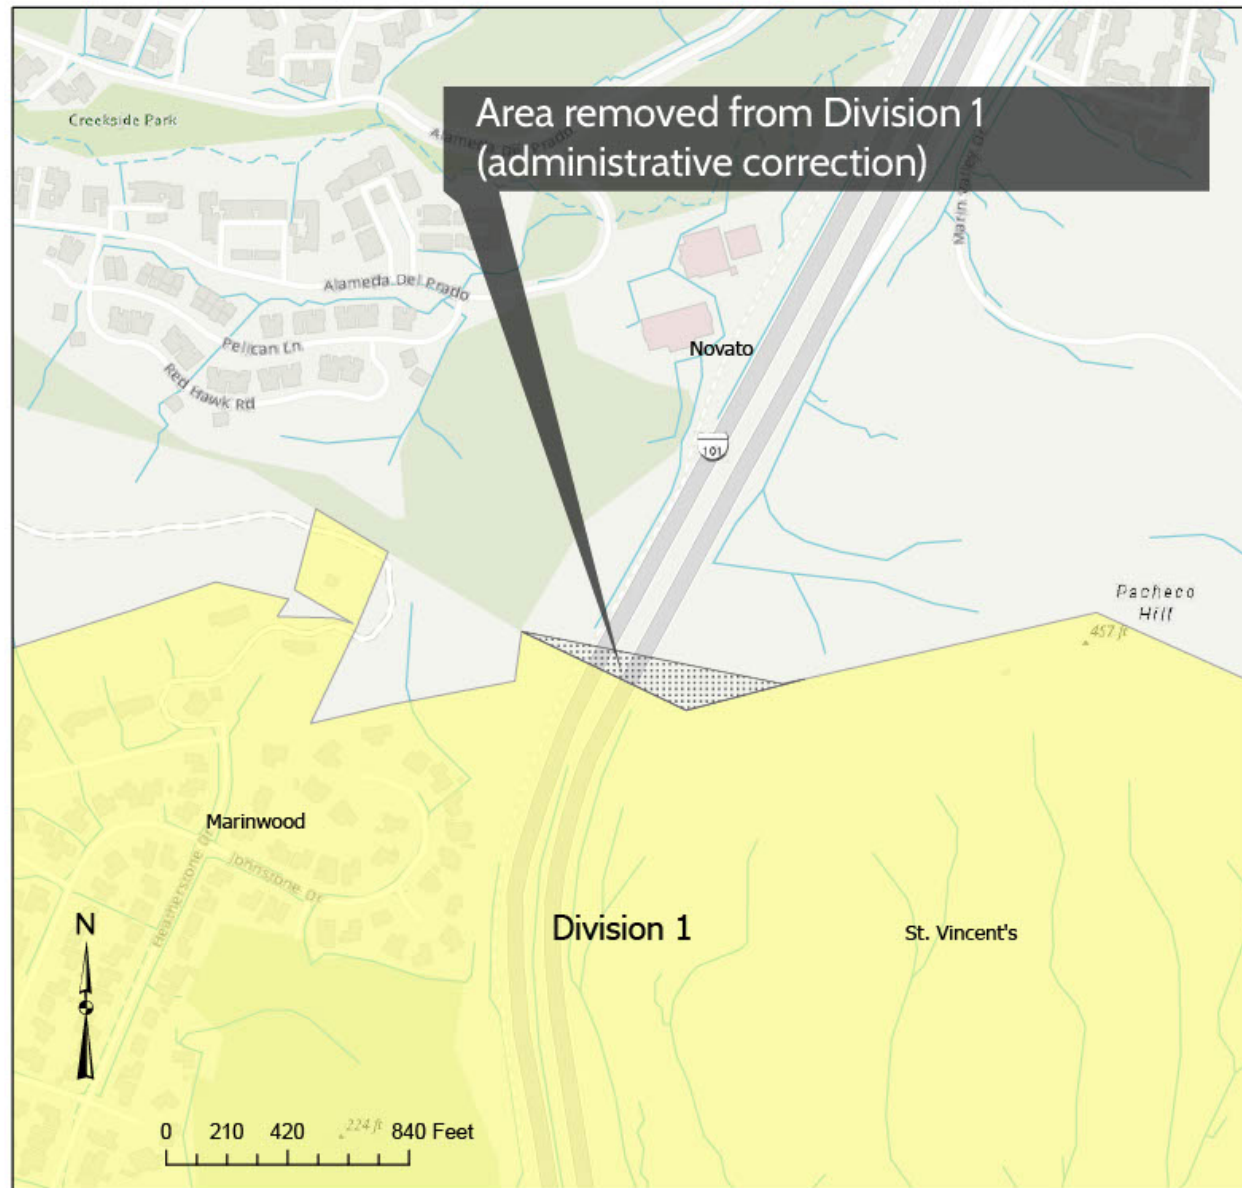 Creekside Park
Area removed from Division 1
(administrative correction)
Alameda Del Prado
Marin Valley Dr
Alameda Del Prado
Pelican Ln
Red Hawk Rd
Novato
101
Pacheco
Hill
457 ft
Marinwood
Johnstone Dr
Heatherstone Dr
Division 1
St. Vincent's
N
224 ft
0 210 420 840 Feet